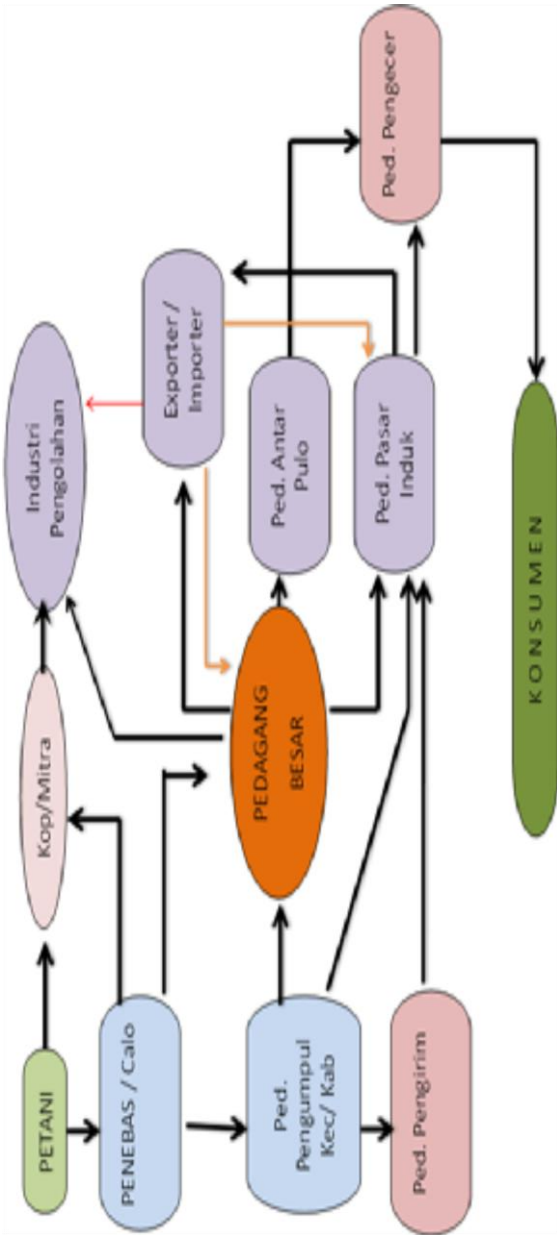 PETANI
PENEBAS / Calo
Ped.
Pengumpul
Kec/ Kab
Ped. Pengirim
Kop/Mitra
PEDAGANG
BESAR
Industri
Pengolahan
Exporter /
Importer
Ped. Antar
Pulo
Ped. Pasar
Induk
Ped. Pengecer
KONSUMEN